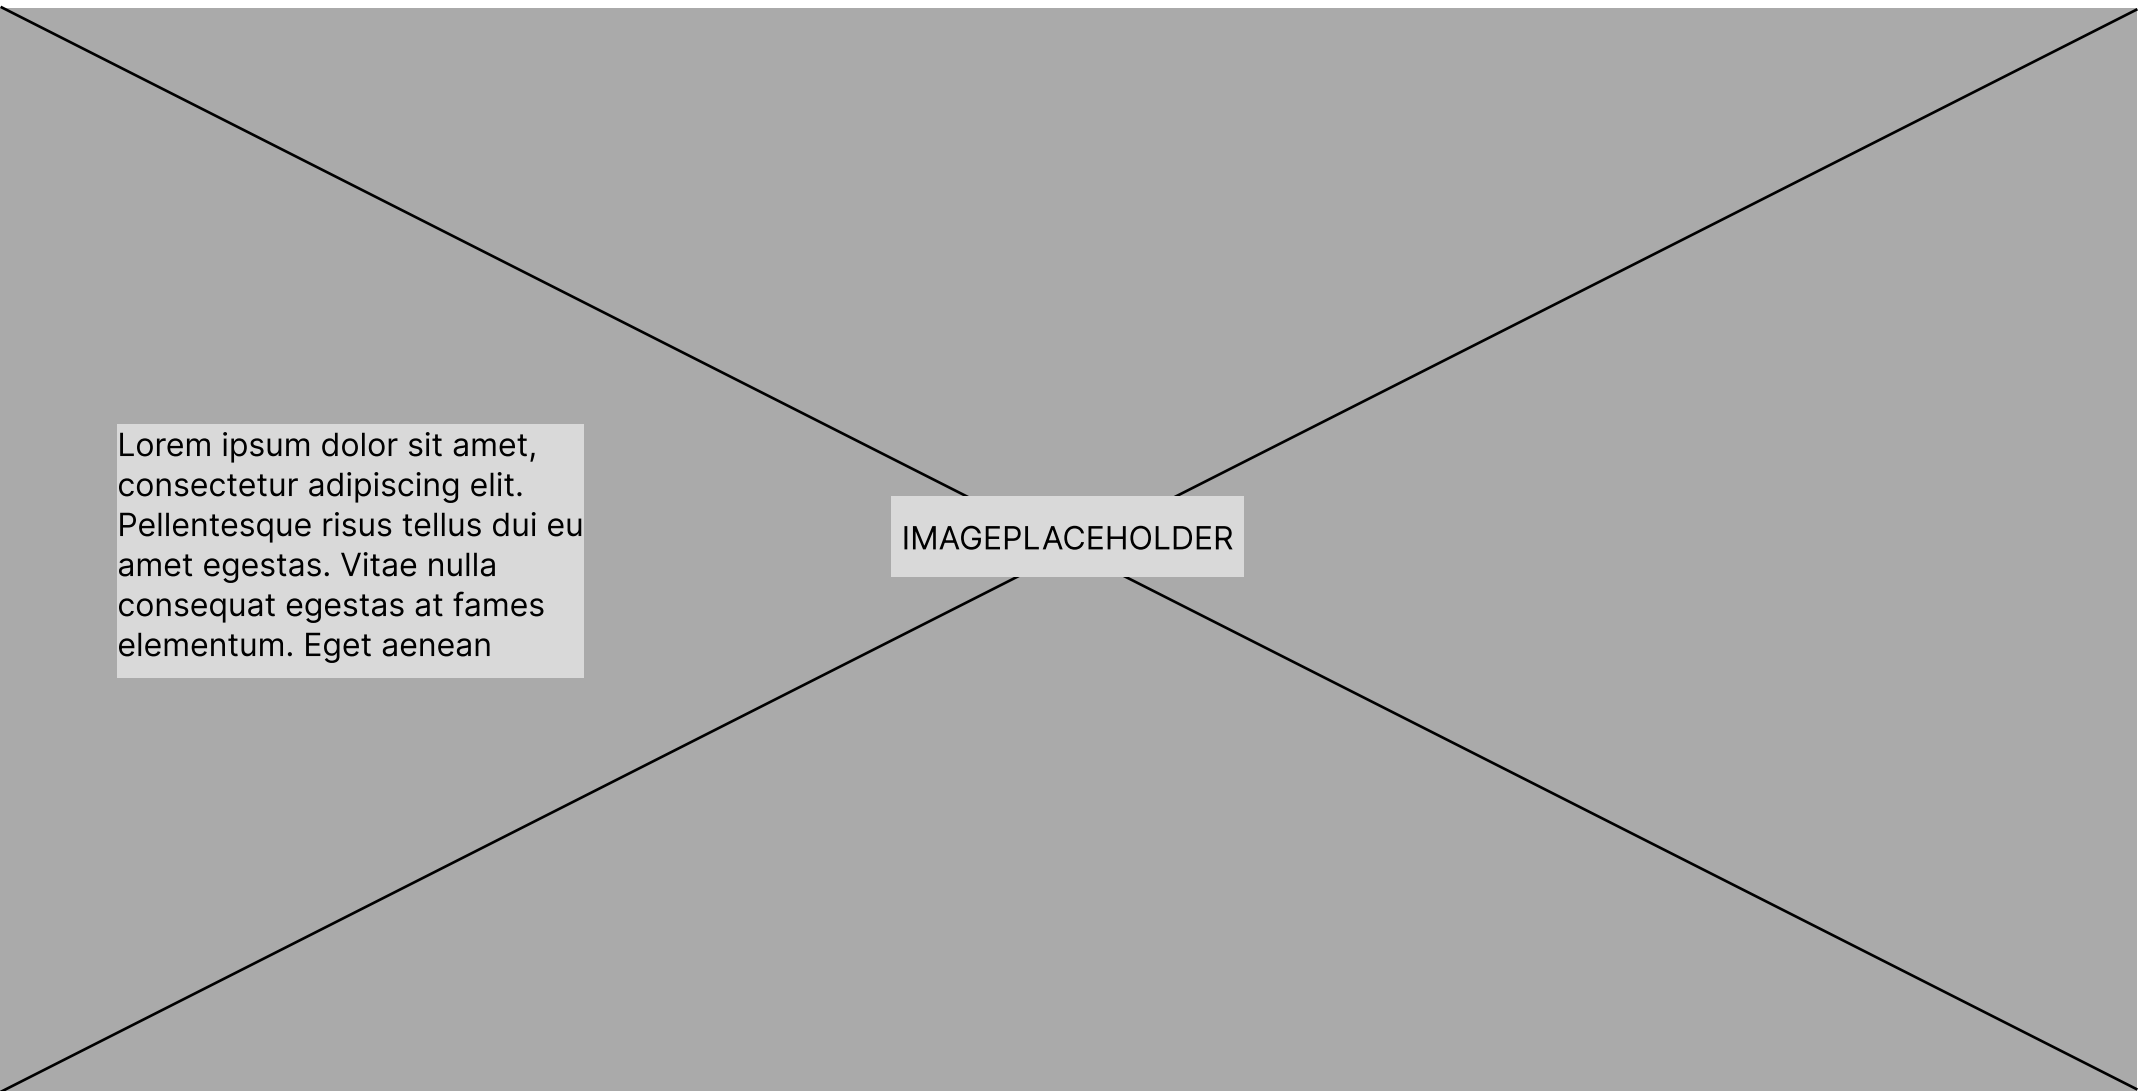 Lorem ipsum dolor sit amet,
consectetur adipiscing elit.
Pellentesque risus tellus dui eu
amet egestas. Vitae nulla
consequat egestas at fames
elementum. Eget aenean
IMAGEPLACEHOLDER